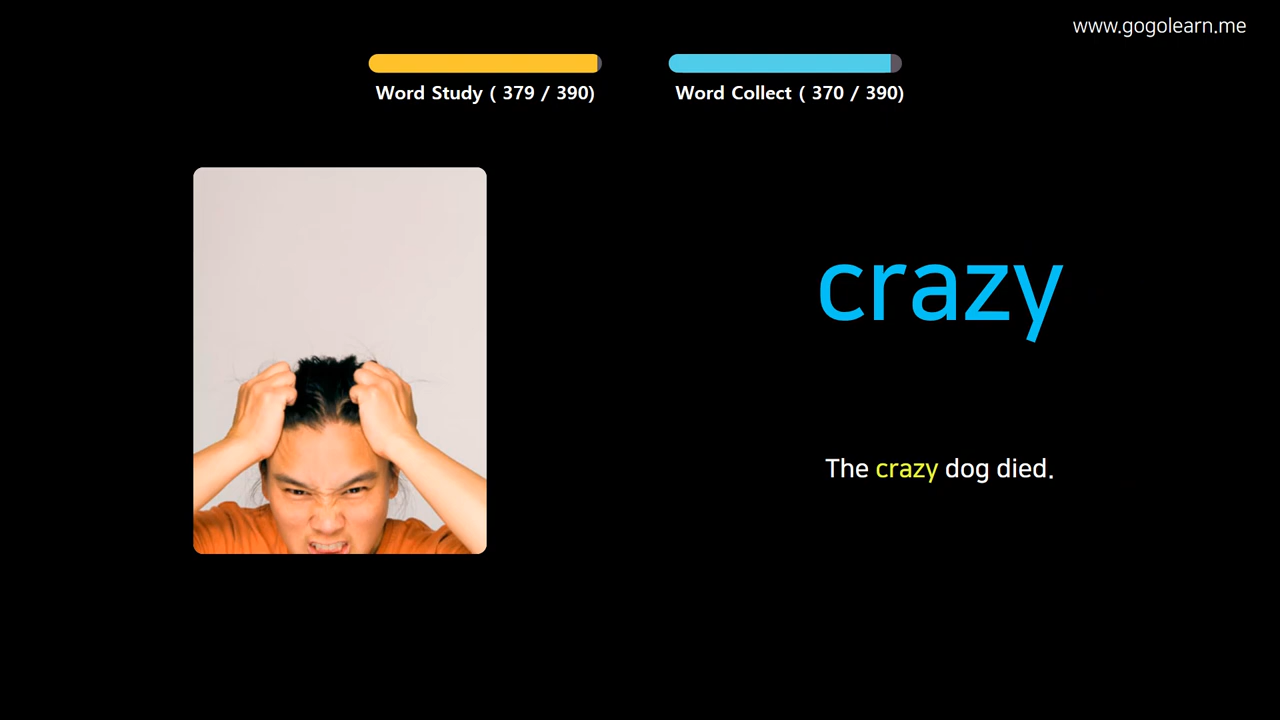 www.gogolearn.me
Word Study ( 379 / 390)
Word Collect ( 370 / 390)
crazy
The crazy dog died.